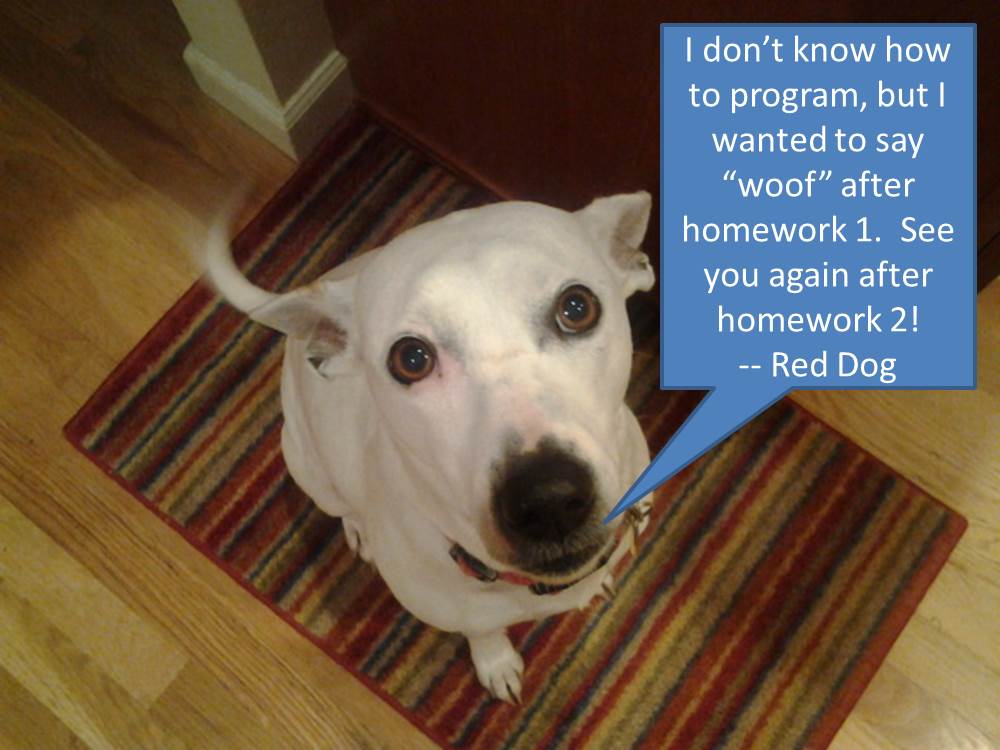 I don’t know how
to program, but I
wanted to say
“woof” after
homework 1.  See
you again after
homework 2!
-- Red Dog